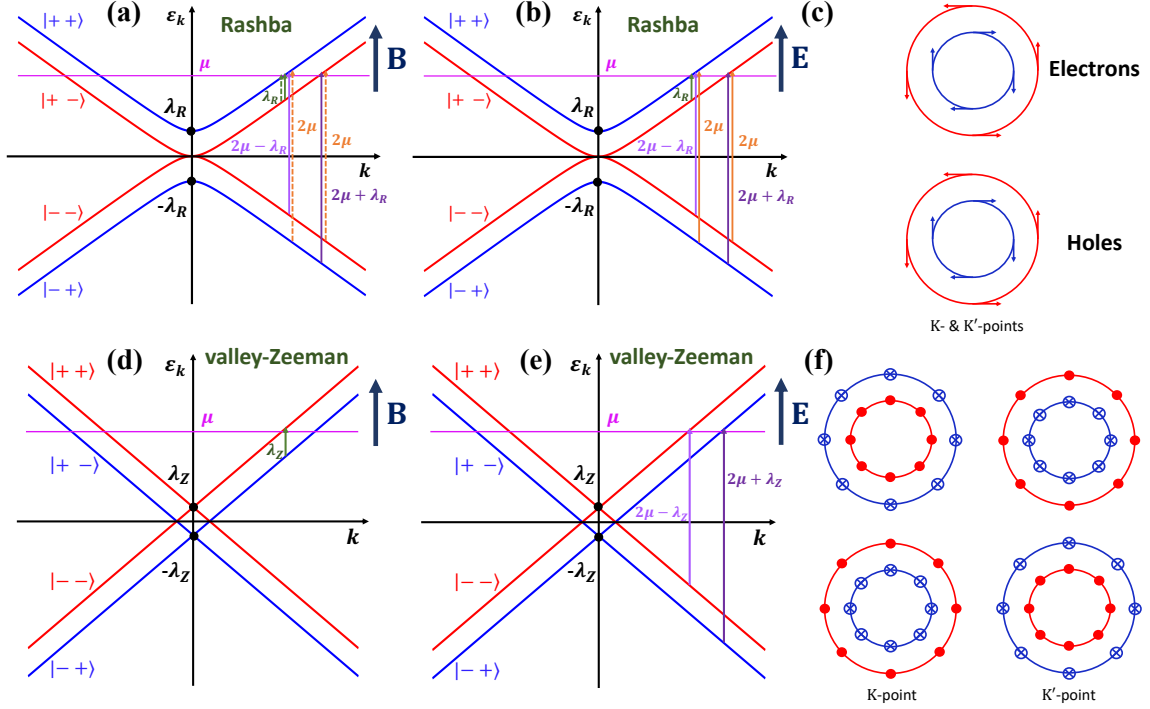 (a)
ε_k
Rashba
|+ +⟩
B
μ
λ_R
|+ −⟩
λ_R
2μ
2μ
2μ − λ_R
k
2μ + λ_R
-λ_R
|− −⟩
|− +⟩
(b)
ε_k
Rashba
|+ +⟩
E
μ
λ_R
|+ −⟩
λ_R
2μ
2μ
2μ − λ_R
k
2μ + λ_R
-λ_R
|− −⟩
|− +⟩
(c)
Electrons
Holes
K- & K′-points
(d)
ε_k
valley-Zeeman
|+ +⟩
B
μ
λ_Z
|+ −⟩
λ_Z
k
-λ_Z
|− −⟩
|− +⟩
(e)
ε_k
valley-Zeeman
|+ +⟩
E
μ
|+ −⟩
λ_Z
2μ + λ_Z
2μ − λ_Z
k
-λ_Z
|− −⟩
|− +⟩
(f)
K-point
K′-point